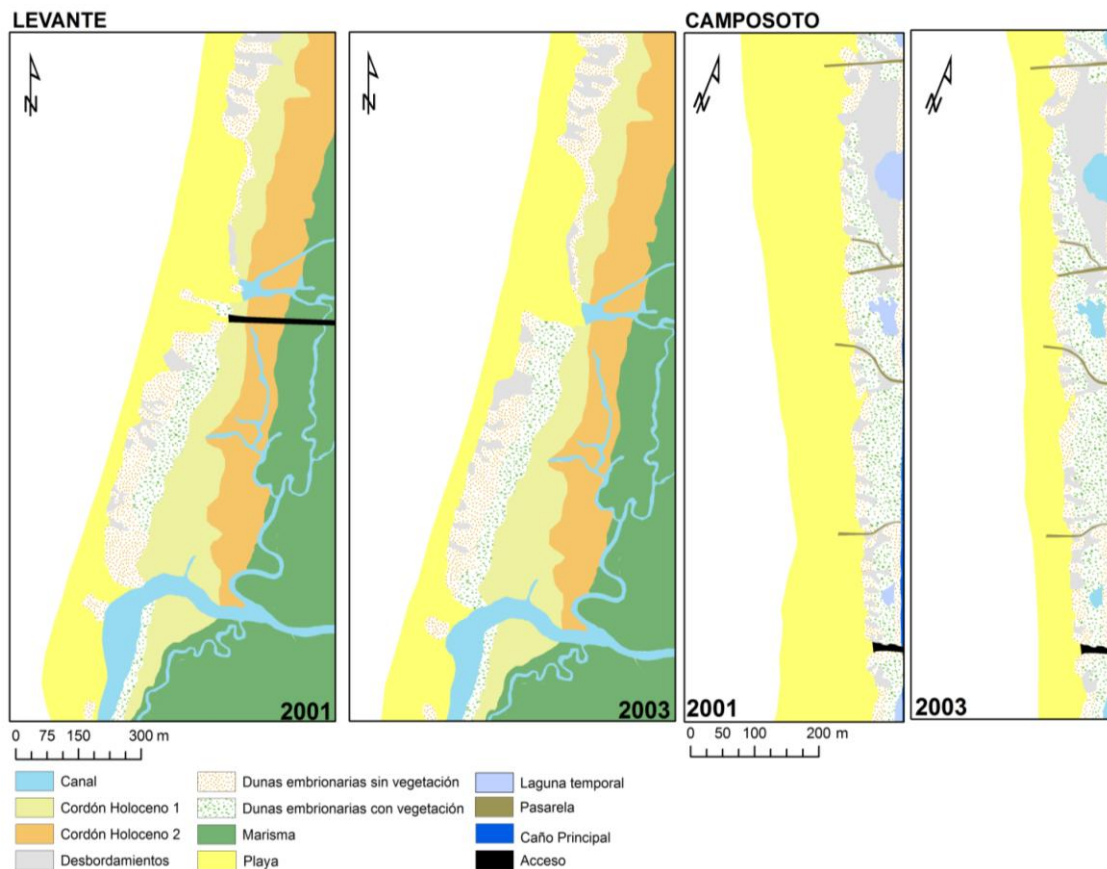 LEVANTE
CAMPOSOTO
N
N
N
N
2001
2003
2001
2003
0 75 150 300 m
0 50 100 200 m
Canal
Cordón Holoceno 1
Cordón Holoceno 2
Desbordamientos
Dunas embrionarias sin vegetación
Dunas embrionarias con vegetación
Marisma
Playa
Laguna temporal
Pasarela
Caño Principal
Acceso